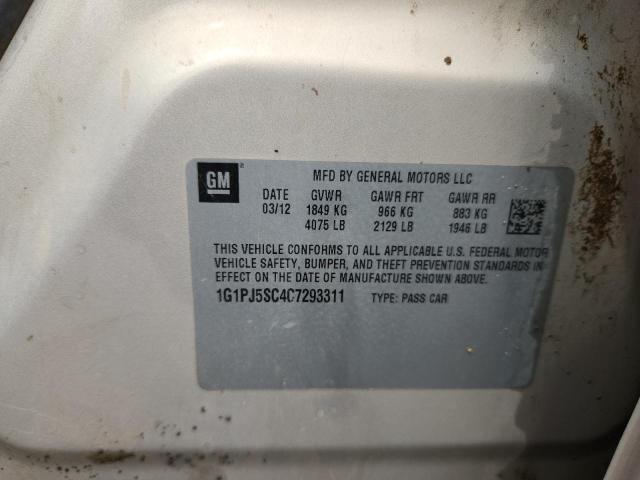 GM
MFD BY GENERAL MOTORS LLC
DATE GVWR GAWR FRT GAWR RR
03/12 1849 KG 966 KG 883 KG
4075 LB 2129 LB 1946 LB
THIS VEHICLE CONFORMS TO ALL APPLICABLE U.S. FEDERAL MOTOR
VEHICLE SAFETY, BUMPER, AND THEFT PREVENTION STANDARDS IN
EFFECT ON THE DATE OF MANUFACTURE SHOWN ABOVE.
1G1PJ5SC4C7293311 TYPE: PASS CAR